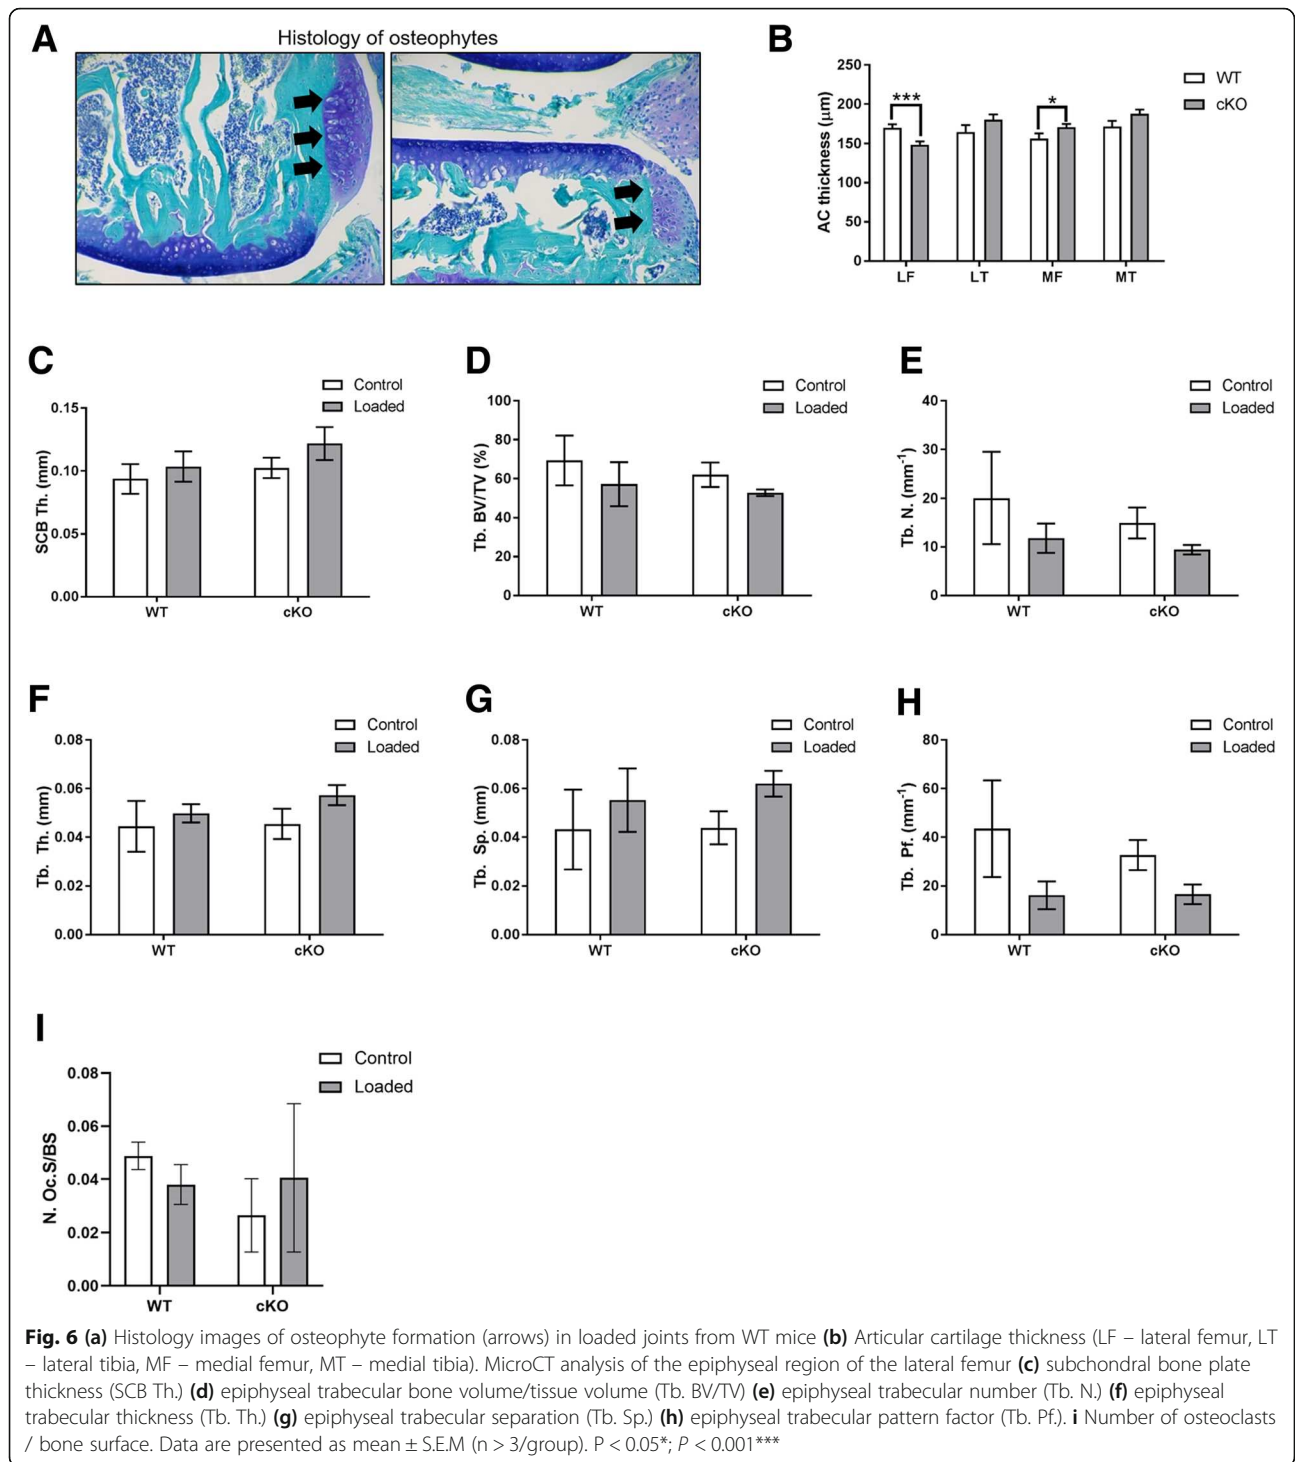 A
Histology of osteophytes
B
250
200
150
100
50
0
AC thickness (µm)
***
*
WT
cKO
LF LT MF MT
C
Control
Loaded
0.15
0.10
0.05
0.00
SCB Th. (mm)
WT cKO
D
Control
Loaded
100
80
60
40
20
0
Tb. BV/TV (%)
WT cKO
E
Control
Loaded
40
30
20
10
0
Tb. N. (mm-1)
WT cKO
F
Control
Loaded
0.08
0.06
0.04
0.02
0.00
Tb. Th. (mm)
WT cKO
G
Control
Loaded
0.08
0.06
0.04
0.02
0.00
Tb. Sp. (mm)
WT cKO
H
Control
Loaded
80
60
40
20
0
Tb. Pf. (mm-1)
WT cKO
I
Control
Loaded
0.08
0.06
0.04
0.02
0.00
N. Oc.S/BS
WT cKO
Fig. 6 (a) Histology images of osteophyte formation (arrows) in loaded joints from WT mice (b) Articular cartilage thickness (LF – lateral femur, LT
– lateral tibia, MF – medial femur, MT – medial tibia). MicroCT analysis of the epiphyseal region of the lateral femur (c) subchondral bone plate
thickness (SCB Th.) (d) epiphyseal trabecular bone volume/tissue volume (Tb. BV/TV) (e) epiphyseal trabecular number (Tb. N.) (f) epiphyseal
trabecular thickness (Tb. Th.) (g) epiphyseal trabecular separation (Tb. Sp.) (h) epiphyseal trabecular pattern factor (Tb. Pf.). i Number of osteoclasts
/ bone surface. Data are presented as mean ± S.E.M (n > 3/group). P < 0.05*; P < 0.001***